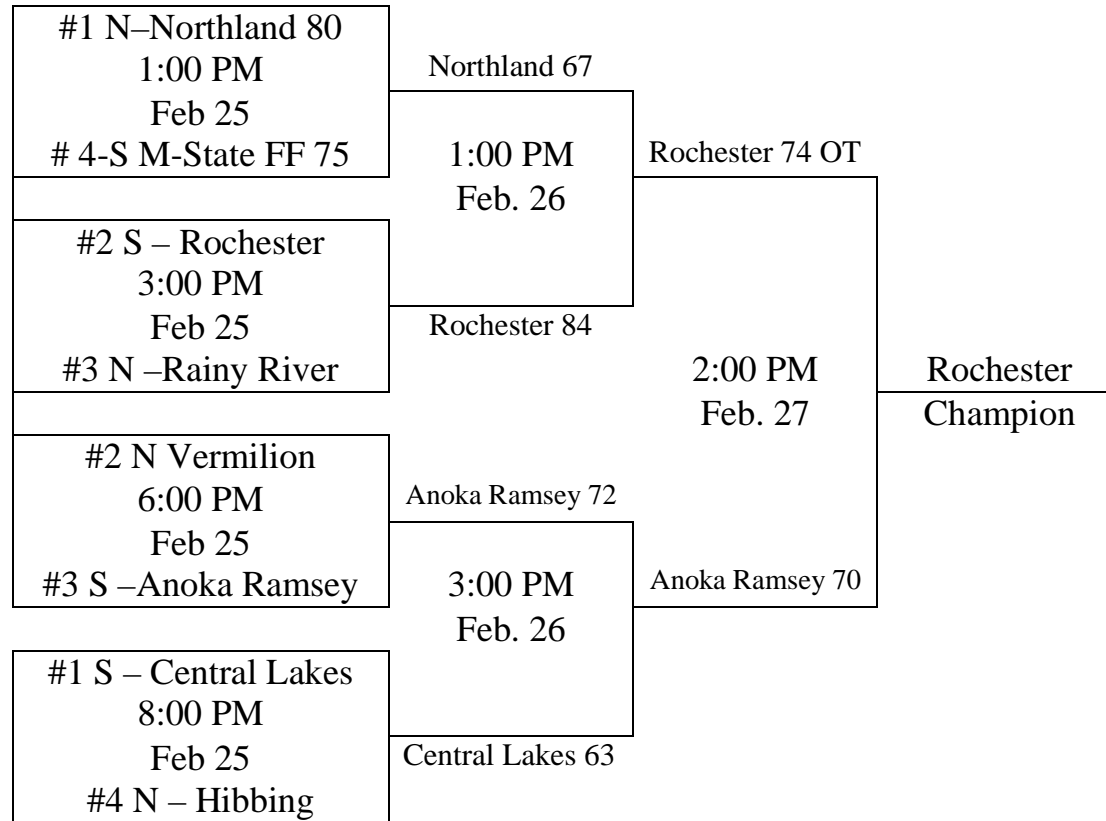 #1 N–Northland 80
1:00 PM
Feb 25
# 4-S M-State FF 75
#2 S – Rochester
3:00 PM
Feb 25
#3 N –Rainy River
#2 N Vermilion
6:00 PM
Feb 25
#3 S –Anoka Ramsey
#1 S – Central Lakes
8:00 PM
Feb 25
#4 N – Hibbing
Northland 67
1:00 PM
Feb. 26
Rochester 84
Anoka Ramsey 72
3:00 PM
Feb. 26
Central Lakes 63
Rochester 74 OT
2:00 PM
Feb. 27
Anoka Ramsey 70
Rochester
Champion